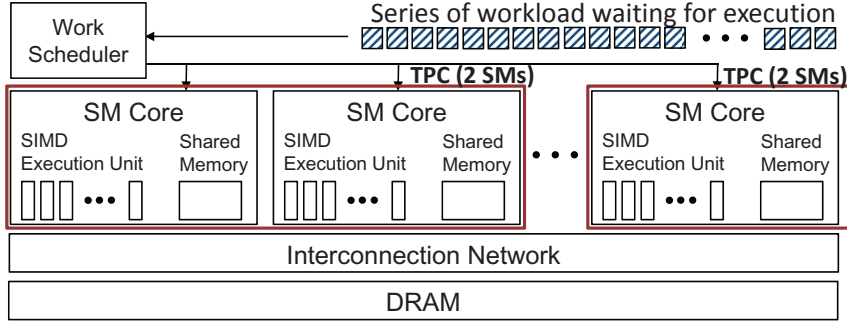 Series of workload waiting for execution
Work
Scheduler
TPC (2 SMs)
TPC (2 SMs)
SM Core
SIMD
Execution Unit
Shared
Memory
SM Core
SIMD
Execution Unit
Shared
Memory
SM Core
SIMD
Execution Unit
Shared
Memory
Interconnection Network
DRAM